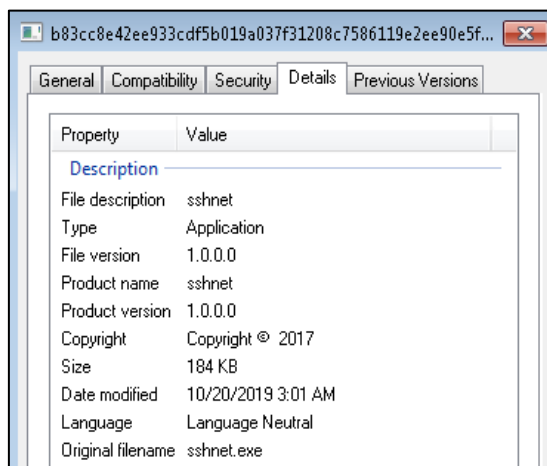 b83cc8e42ee933cdf5b019a037f31208c7586119e2ee90e5f...
General Compatibility Security Details Previous Versions
Property Value
Description
File description sshnet
Type Application
File version 1.0.0.0
Product name sshnet
Product version 1.0.0.0
Copyright Copyright © 2017
Size 184 KB
Date modified 10/20/2019 3:01 AM
Language Language Neutral
Original filename sshnet.exe